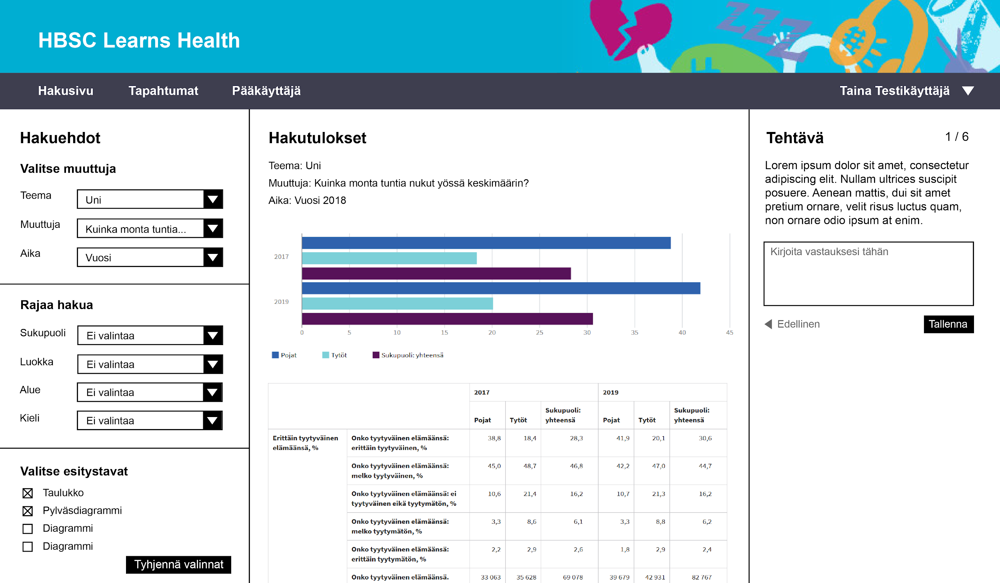 HBSC Learns Health
ZZZ
H
Hakusivu Tapahtumat Pääkäyttäjä Taina Testikäyttäjä
Hakuehdot
Valitse muuttuja
Teema Uni
Muuttuja Kuinka monta tuntia...
Aika Vuosi
Rajaa hakua
Sukupuoli Ei valintaa
Luokka Ei valintaa
Alue Ei valintaa
Kieli Ei valintaa
Valitse esitystavat
Taulukko
Pylväsdiagrammi
Diagrammi
Diagrammi
Tyhjennä valinnat
Hakutulokset
Teema: Uni
Muuttuja: Kuinka monta tuntia nukut yössä keskimäärin?
Aika: Vuosi 2018
2017
2019
0 5 10 15 20 25 30 35 40 45
Pojat Tytöt Sukupuoli: yhteensä
2017 2019
Sukupuoli: Sukupuoli:
Pojat Tytöt yhteensä Pojat Tytöt yhteensä
Erittäin tyytyväinen Onko tyytyväinen elämäänsä: 38,8 18,4 28,3 41,9 20,1 30,6
elämäänsä, % erittäin tyytyväinen, %
Onko tyytyväinen elämäänsä: 45,0 48,7 46,8 42,2 47,0 44,7
melko tyytyväinen, %
Onko tyytyväinen elämäänsä: ei 10,6 21,4 16,2 10,7 21,3 16,2
tyytyväinen eikä tyytymätön, %
Onko tyytyväinen elämäänsä: 3,3 8,6 6,1 3,3 8,8 6,2
melko tyytymätön, %
Onko tyytyväinen elämäänsä: 2,2 2,9 2,6 1,8 2,9 2,4
erittäin tyytymätön, %
Onko tyytyväinen elämäänsä. 33 063 35 628 69 078 39 679 42 931 82 767
Tehtävä 1 / 6
Lorem ipsum dolor sit amet, consectetur
adipiscing elit. Nullam ultrices suscipit
posuere. Aenean mattis, dui sit amet
pretium ornare, velit risus luctus quam,
non ornare odio ipsum at enim.
Kirjoita vastauksesi tähän
Edellinen Tallenna